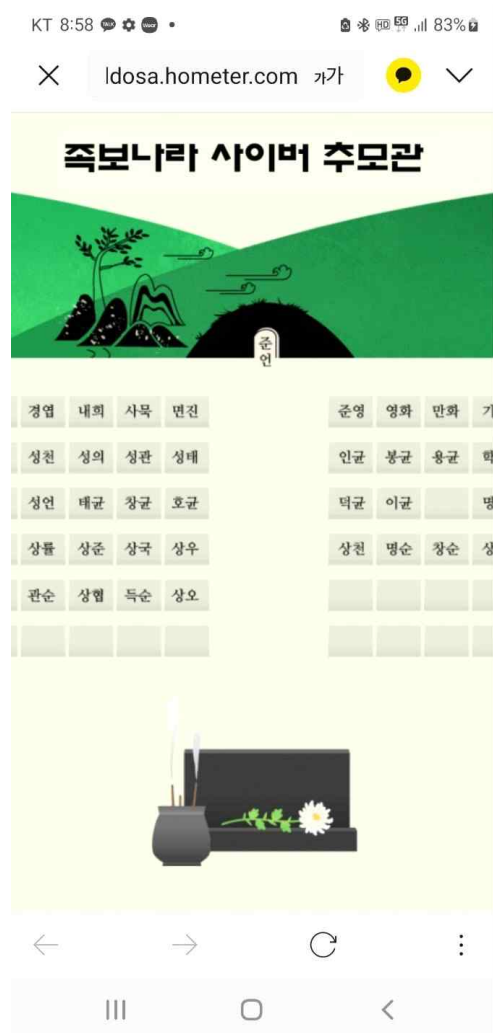 KT 8:58
HD 5G 83%
ldosa.hometer.com 가가
족보나라 사이버 추모관
준언
경엽 내희 사묵 면진 준영 영화 만화
성천 성의 성관 성태 인균 봉균 용균
성언 태균 창균 호균 덕균 이균
상률 상준 상국 상우 상천 명순 창순
관순 상협 득순 상오